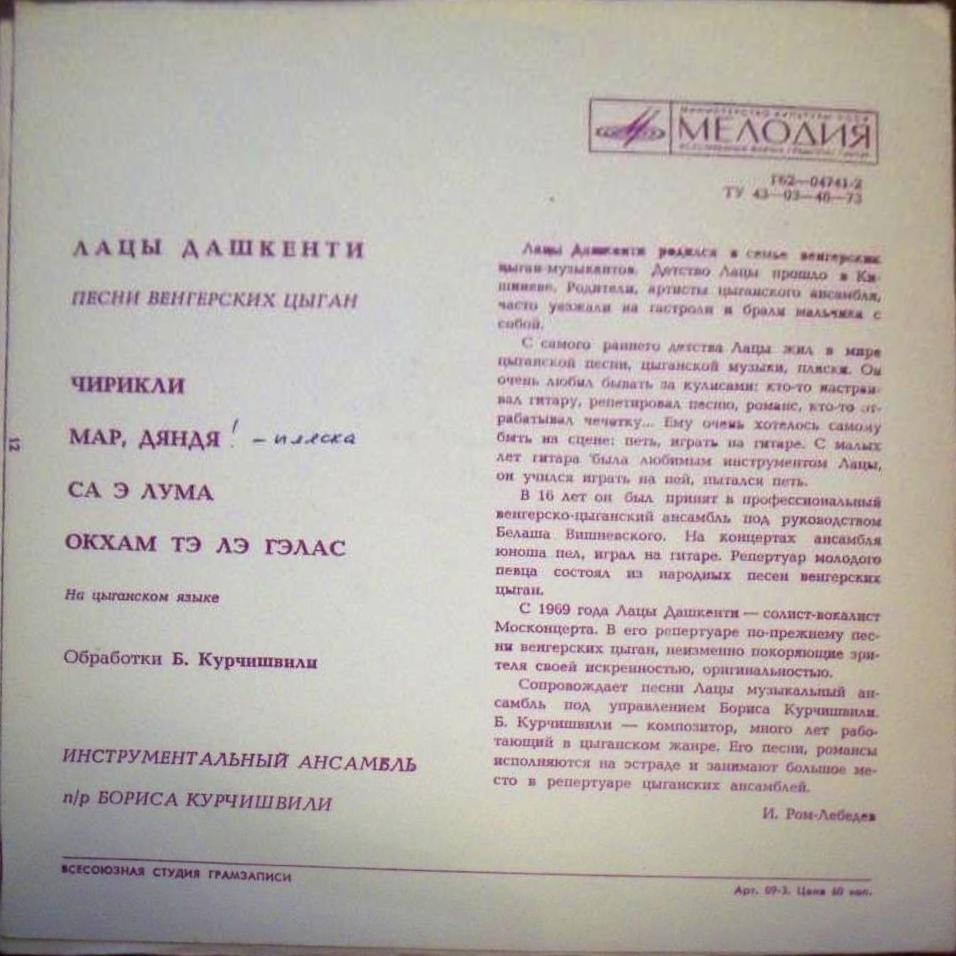 МИНИСТЕРСТВО КУЛЬТУРЫ СССР
МЕЛОДИЯ
Г62—04741-2
ТУ 43—03—40—73
ЛАЦЫ ДАШКЕНТИ
ПЕСНИ ВЕНГЕРСКИХ ЦЫГАН
ЧИРИКЛИ
МАР, ДЯНДЯ! – пляска
СА Э ЛУМА
ОКХАМ ТЭ ЛЭ ГЭЛАС
На цыганском языке
Обработки Б. Курчишвили
ИНСТРУМЕНТАЛЬНЫЙ АНСАМБЛЬ
п/р БОРИСА КУРЧИШВИЛИ
12
Лацы Дашкенти родился в семье венгерских
цыган-музыкантов. Детство Лацы прошло в Ки-
шиневе. Родители, артисты цыганского ансамбля,
часто уезжали на гастроли и брали мальчика с
собой.
С самого раннего детства Лацы жил в мире
цыганской песни, цыганской музыки, пляски. Он
очень любил бывать за кулисами: кто-то настраи-
вал гитару, репетировал песню, романс, кто-то от-
рабатывал чечетку... Ему очень хотелось самому
быть на сцене: петь, играть на гитаре. С малых
лет гитара была любимым инструментом Лацы,
он учился играть на ней, пытался петь.
В 16 лет он был принят в профессиональный
венгерско-цыганский ансамбль под руководством
Белаша Вишневского. На концертах ансамбля
юноша пел, играл на гитаре. Репертуар молодого
певца состоял из народных песен венгерских
цыган.
С 1969 года Лацы Дашкенти — солист-вокалист
Москонцерта. В его репертуаре по-прежнему пес-
ни венгерских цыган, неизменно покоряющие зри-
теля своей искренностью, оригинальностью.
Сопровождает песни Лацы музыкальный ан-
самбль под управлением Бориса Курчишвили.
Б. Курчишвили — композитор, много лет рабо-
тающий в цыганском жанре. Его песни, романсы
исполняются на эстраде и занимают большое ме-
сто в репертуаре цыганских ансамблей.
И. Ром-Лебедев
ВСЕСОЮЗНАЯ СТУДИЯ ГРАМЗАПИСИ
Арт. 09-3. Цена 60 коп.